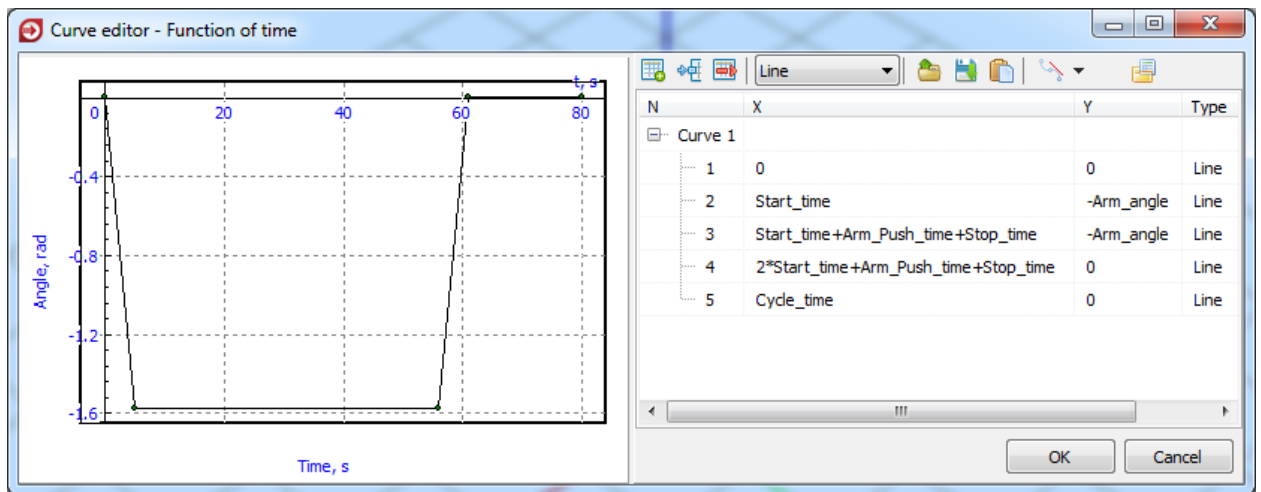 Curve editor - Function of time
Line
t, s
0 20 40 60 80
-0.4
-0.8
-1.2
-1.6
Angle, rad
Time, s
N X Y Type
Curve 1
1 0 0 Line
2 Start_time -Arm_angle Line
3 Start_time+Arm_Push_time+Stop_time -Arm_angle Line
4 2*Start_time+Arm_Push_time+Stop_time 0 Line
5 Cycle_time 0 Line
OK Cancel